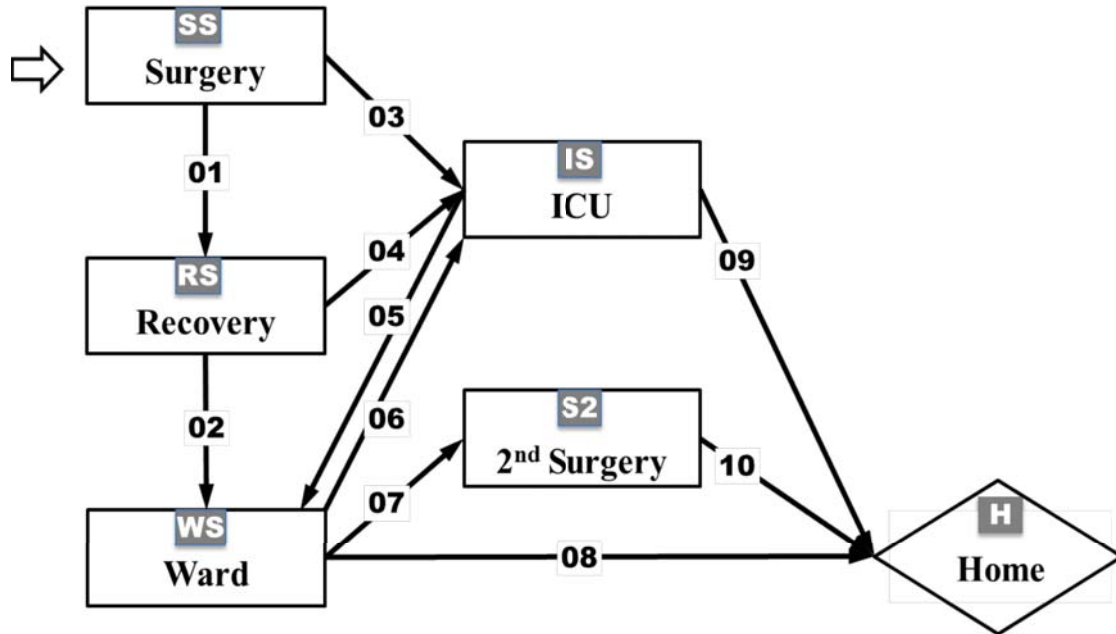 SS
Surgery
03
01
IS
ICU
04
RS
Recovery
09
05
02
06
S2
2nd Surgery
10
07
WS
Ward
08
H
Home